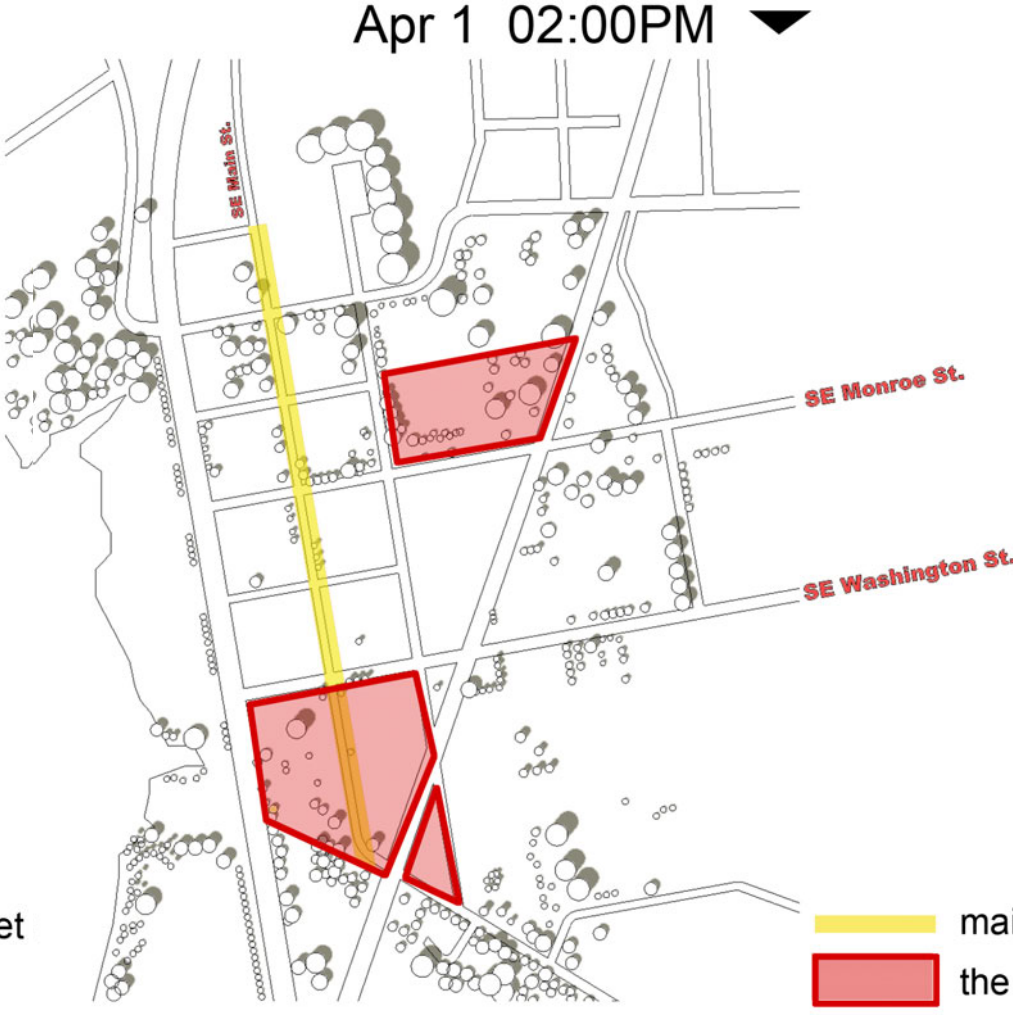 Apr 1 02:00PM
SE Main St.
SE Monroe St.
SE Washington St.
et
mai
the